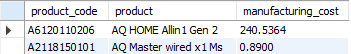 product_code product manufacturing_cost
A6120110206 AQ HOME Allin1 Gen 2 240.5364
A2118150101 AQ Master wired x1 Ms 0.8900